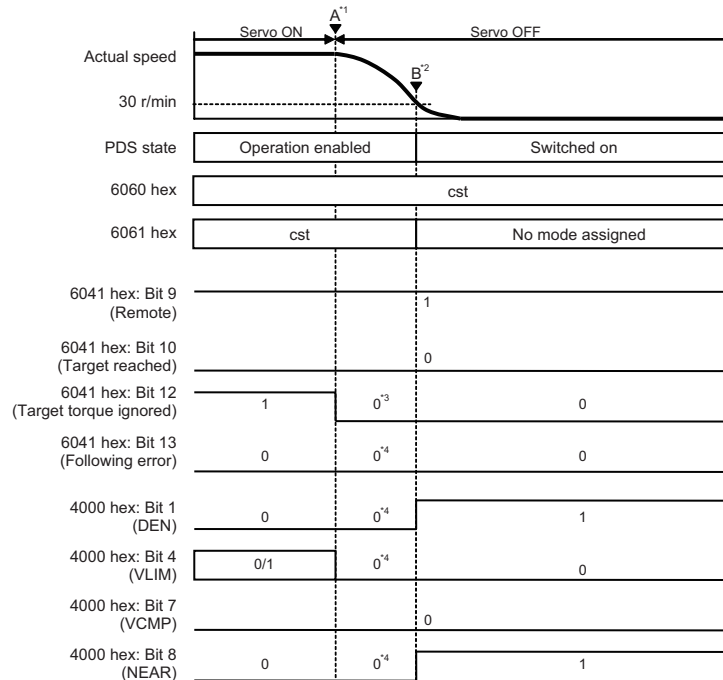 A*1
Servo ON
Servo OFF
Actual speed
B*2
30 r/min
PDS state
Operation enabled
Switched on
6060 hex
cst
6061 hex
cst
No mode assigned
6041 hex: Bit 9
(Remote)
1
6041 hex: Bit 10
(Target reached)
0
6041 hex: Bit 12
(Target torque ignored)
1
0*3
0
6041 hex: Bit 13
(Following error)
0
0*4
0
4000 hex: Bit 1
(DEN)
0
0*4
1
4000 hex: Bit 4
(VLIM)
0/1
0*4
0
4000 hex: Bit 7
(VCMP)
0
4000 hex: Bit 8
(NEAR)
0
0*4
1